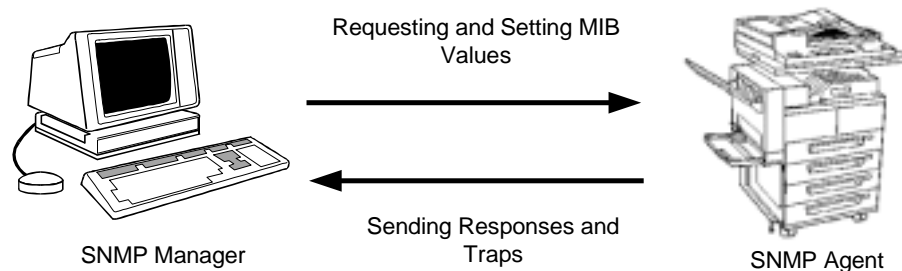 Requesting and Setting MIB
Values
Sending Responses and
Traps
SNMP Manager
SNMP Agent